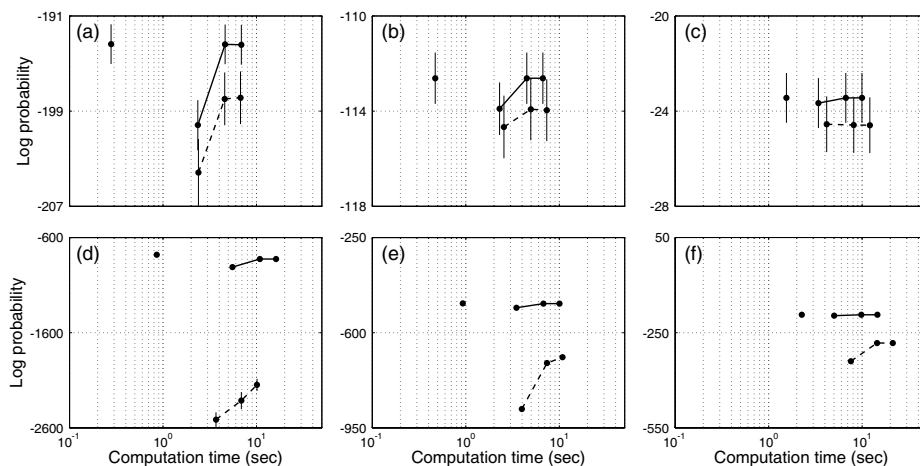 (a)
(b)
(c)
-191
-199
-207
-110
-114
-118
-20
-24
-28
Log probability
(d)
(e)
(f)
-600
-1600
-2600
-250
-600
-950
50
-250
-550
Log probability
10^-1 10^0 10^1
10^-1 10^0 10^1
10^-1 10^0 10^1
Computation time (sec)
Computation time (sec)
Computation time (sec)